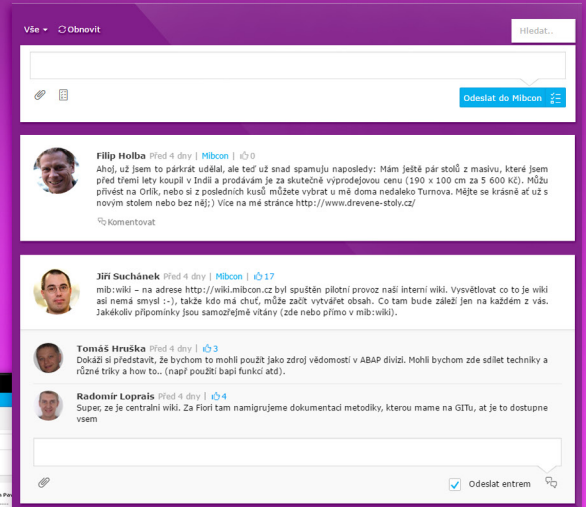 Vše Obnovit
Hledat..
Odeslat do Mibcon
Filip Holba Před 4 dny | Mibcon | 0
Ahoj, už jsem to párkrát udělal, ale teď už snad spamuju naposledy: Mám ještě pár stolů z masivu, které jsem
před třemi lety koupil v Indii a prodávám je za skutečně výprodejovou cenu (190 x 100 cm za 5 600 Kč). Můžu
přivést na Orlík, nebo si z posledních kusů můžete vybrat u mě doma nedaleko Turnova. Mějte se krásně ať už s
novým stolem nebo bez něj;) Více na mé stránce http://www.drevene-stoly.cz/
Komentovat
Jiří Suchánek Před 4 dny | Mibcon | 17
mib:wiki – na adrese http://wiki.mibcon.cz byl spuštěn pilotní provoz naší interní wiki. Vysvětlovat co to je wiki
asi nemá smysl :-), takže kdo má chuť, může začít vytvářet obsah. Co tam bude záleží jen na každém z vás.
Jakékoliv připomínky jsou samozřejmě vítány (zde nebo přímo v mib:wiki).
Tomáš Hruška Před 4 dny | 3
Dokáži si představit, že bychom to mohli použít jako zdroj vědomostí v ABAP divizi. Mohli bychom zde sdílet techniky a
různé triky a how to.. (např použití bapi funkcí atd).
Radomír Loprais Před 4 dny | 4
Super, ze je centralni wiki. Za Fiori tam namigrujeme dokumentaci metodiky, kterou mame na GITu, at je to dostupne
vsem
Odeslat entrem